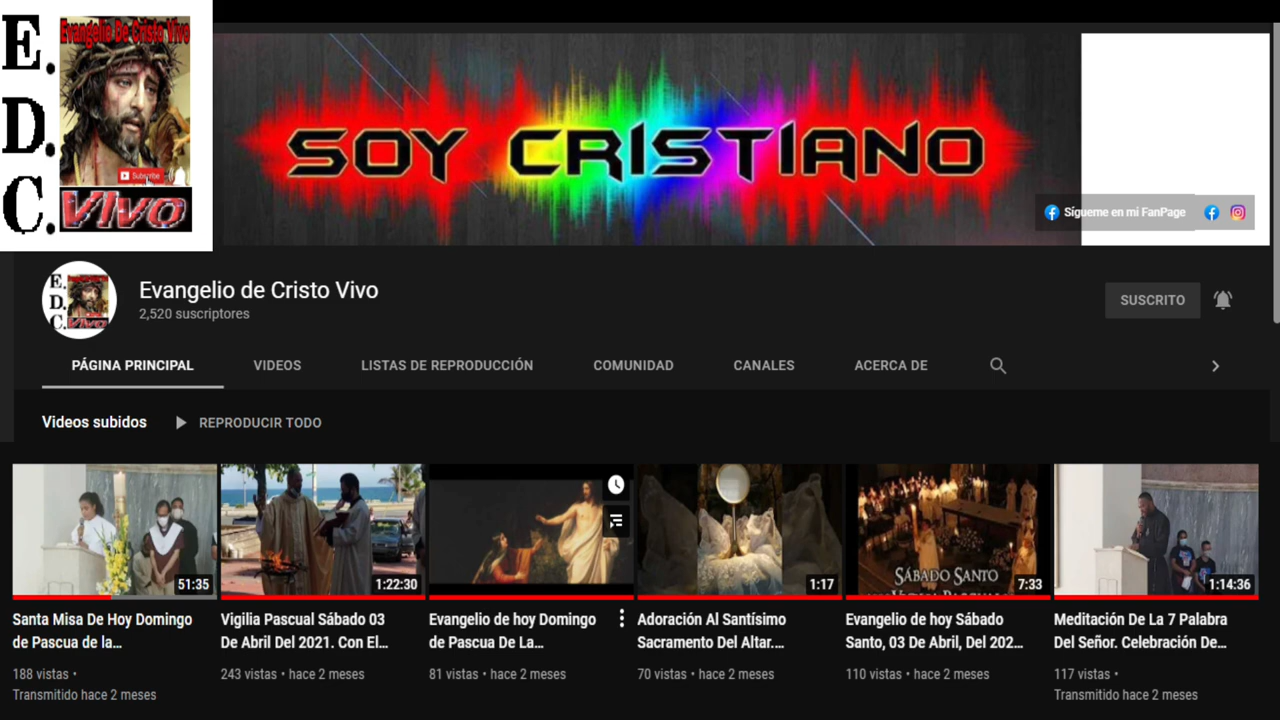 E.
D.
C.
Evangelio De Cristo Vivo
Subscribe
Vivo
SOY CRISTIANO
Sígueme en mi FanPage
E.
D.
C.
Vivo
Evangelio de Cristo Vivo
2,520 suscriptores
SUSCRITO
PÁGINA PRINCIPAL
VIDEOS
LISTAS DE REPRODUCCIÓN
COMUNIDAD
CANALES
ACERCA DE
Videos subidos
REPRODUCIR TODO
51:35
1:22:30
1:17
SÁBADO SANTO
7:33
1:14:36
Santa Misa De Hoy Domingo
de Pascua de la...
188 vistas •
Transmitido hace 2 meses
Vigilia Pascual Sábado 03
De Abril Del 2021. Con El...
243 vistas • hace 2 meses
Evangelio de hoy Domingo
de Pascua De La...
81 vistas • hace 2 meses
Adoración Al Santísimo
Sacramento Del Altar....
70 vistas • hace 2 meses
Evangelio de hoy Sábado
Santo, 03 De Abril, Del 202...
110 vistas • hace 2 meses
Meditación De La 7 Palabra
Del Señor. Celebración De...
117 vistas •
Transmitido hace 2 meses